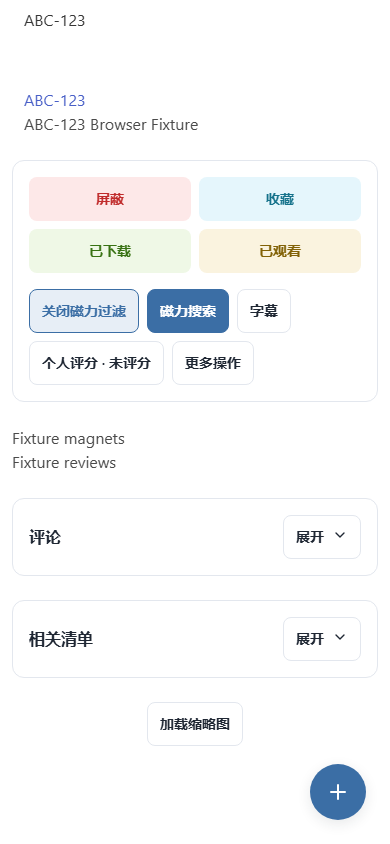 ABC-123
ABC-123
ABC-123 Browser Fixture
屏蔽 收藏
已下载 已观看
关闭磁力过滤 磁力搜索 字幕
个人评分 · 未评分 更多操作
Fixture magnets
Fixture reviews
评论 展开
相关清单 展开
加载缩略图